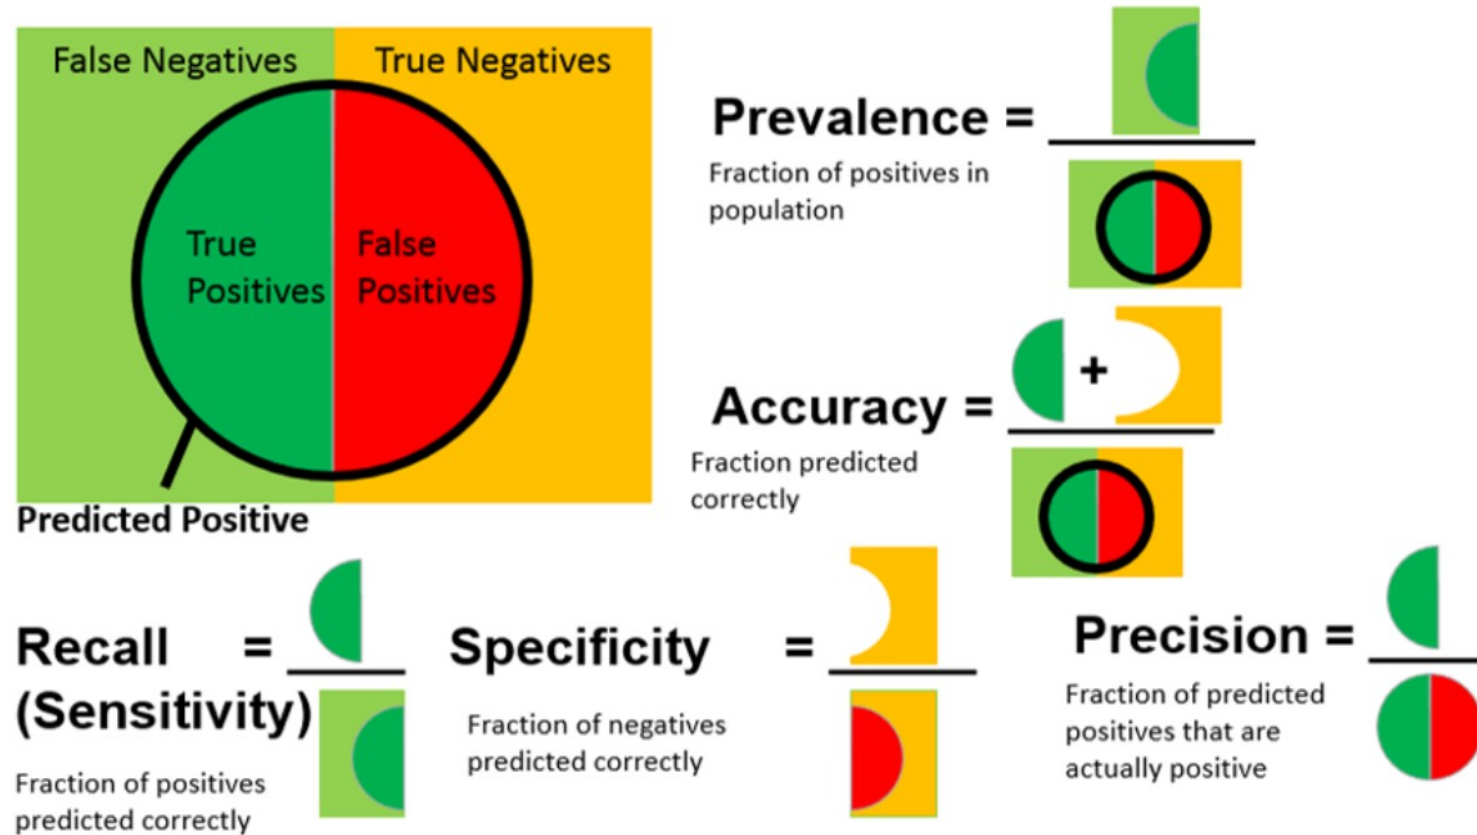 False Negatives
True Negatives
True
Positives
False
Positives
Predicted Positive
Prevalence =
Fraction of positives in
population
Accuracy =
+
Fraction predicted
correctly
Recall =
(Sensitivity)
Fraction of positives
predicted correctly
Specificity =
Fraction of negatives
predicted correctly
Precision =
Fraction of predicted
positives that are
actually positive